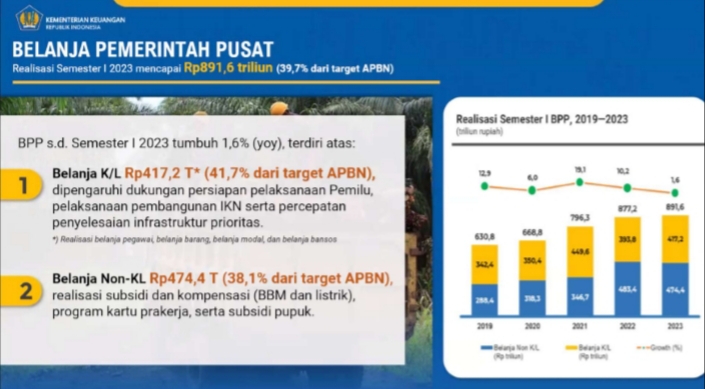 KEMENTERIAN KEUANGAN
REPUBLIK INDONESIA
BELANJA PEMERINTAH PUSAT
Realisasi Semester I 2023 mencapai Rp891,6 triliun (39,7% dari target APBN)
BPP s.d. Semester I 2023 tumbuh 1,6% (yoy), terdiri atas:
1
Belanja K/L Rp417,2 T* (41,7% dari target APBN),
dipengaruhi dukungan persiapan pelaksanaan Pemilu,
pelaksanaan pembangunan IKN serta percepatan
penyelesaian infrastruktur prioritas.
*) Realisasi belanja pegawai, belanja barang, belanja modal, dan belanja bansos
2
Belanja Non-KL Rp474,4 T (38,1% dari target APBN),
realisasi subsidi dan kompensasi (BBM dan listrik),
program kartu prakerja, serta subsidi pupuk.
Realisasi Semester I BPP, 2019—2023
(triliun rupiah)
12,9 6,0 19,1 10,2 1,6
630,8 668,8 796,3 877,2 891,6
342,4 350,4 449,6 393,8 417,2
288,4 318,3 346,7 483,4 474,4
2019 2020 2021 2022 2023
Belanja Non K/L
(Rp triliun)
Belanja K/L
(Rp triliun)
Growth (%)